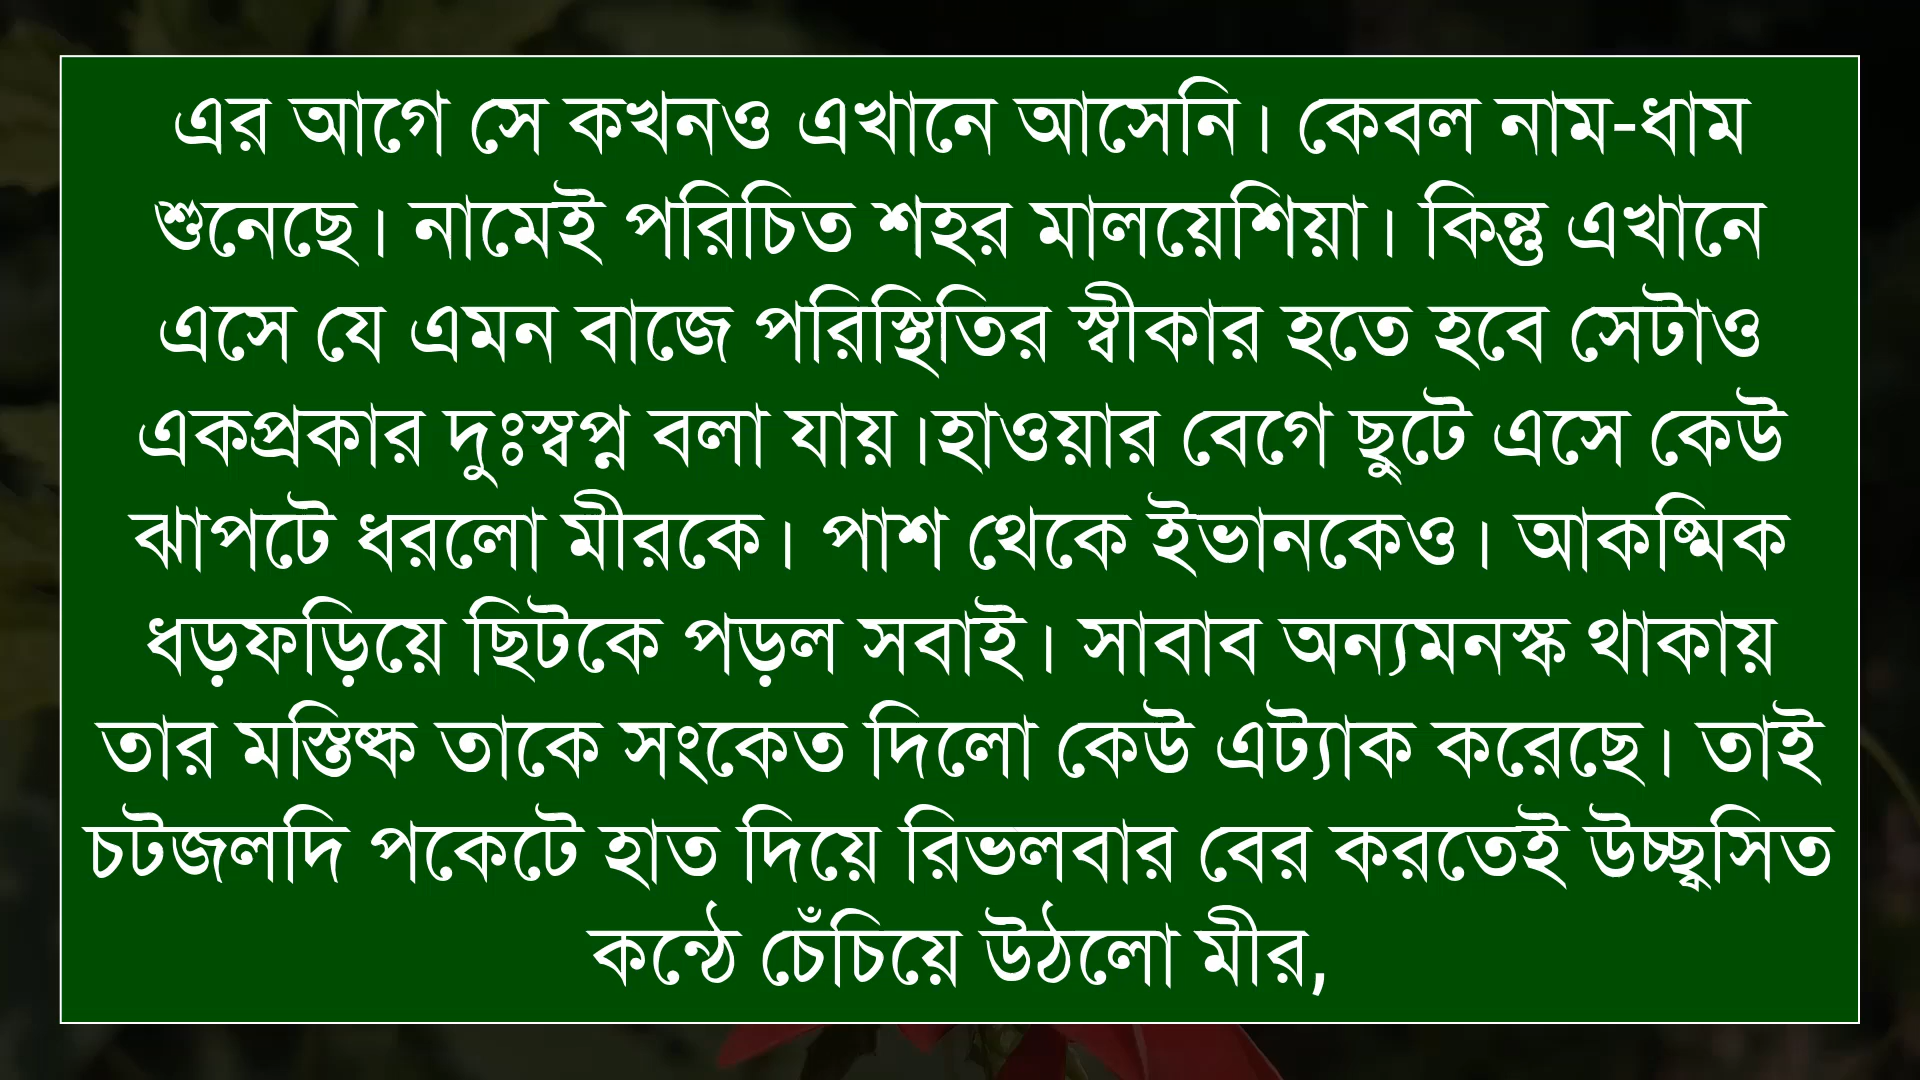 এর আগে সে কখনও এখানে আসেনি। কেবল নাম-ধাম
শুনেছে। নামেই পরিচিত শহর মালয়েশিয়া। কিন্তু এখানে
এসে যে এমন বাজে পরিস্থিতির স্বীকার হতে হবে সেটাও
একপ্রকার দুঃস্বপ্ন বলা যায়।হাওয়ার বেগে ছুটে এসে কেউ
ঝাপটে ধরলো মীরকে। পাশ থেকে ইভানকেও। আকষ্মিক
ধড়ফড়িয়ে ছিটকে পড়ল সবাই। সাবাব অন্যমনস্ক থাকায়
তার মস্তিষ্ক তাকে সংকেত দিলো কেউ এট্যাক করেছে। তাই
চটজলদি পকেটে হাত দিয়ে রিভলবার বের করতেই উচ্ছ্বসিত
কন্ঠে চেঁচিয়ে উঠলো মীর,